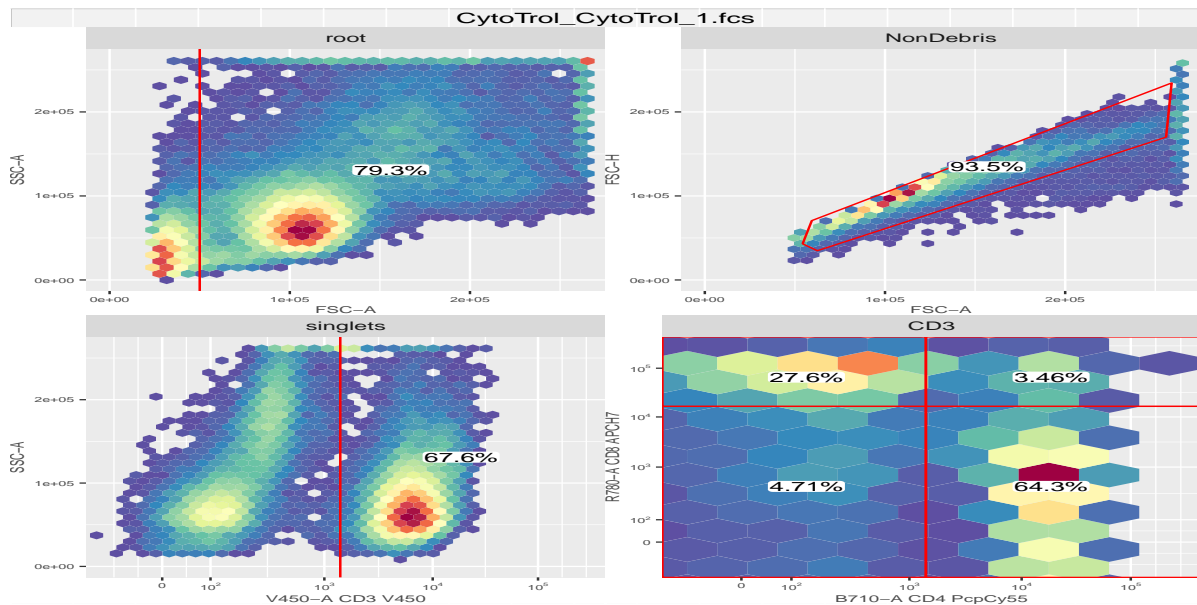 CytoTrol_CytoTrol_1.fcs
root
NonDebris
SSC−A
2e+05
1e+05
0e+00
79.3%
0e+00 1e+05 2e+05
FSC−A
FSC−H
2e+05
1e+05
0e+00
93.5%
0e+00 1e+05 2e+05
FSC−A
singlets
CD3
SSC−A
2e+05
1e+05
0e+00
67.6%
0 10² 10³ 10⁴ 10⁵
V450−A CD3 V450
R780−A CD8 APCH7
10⁵
10⁴
10³
10²
0
27.6% 3.46%
4.71% 64.3%
0 10² 10³ 10⁴ 10⁵
B710−A CD4 PcpCy55